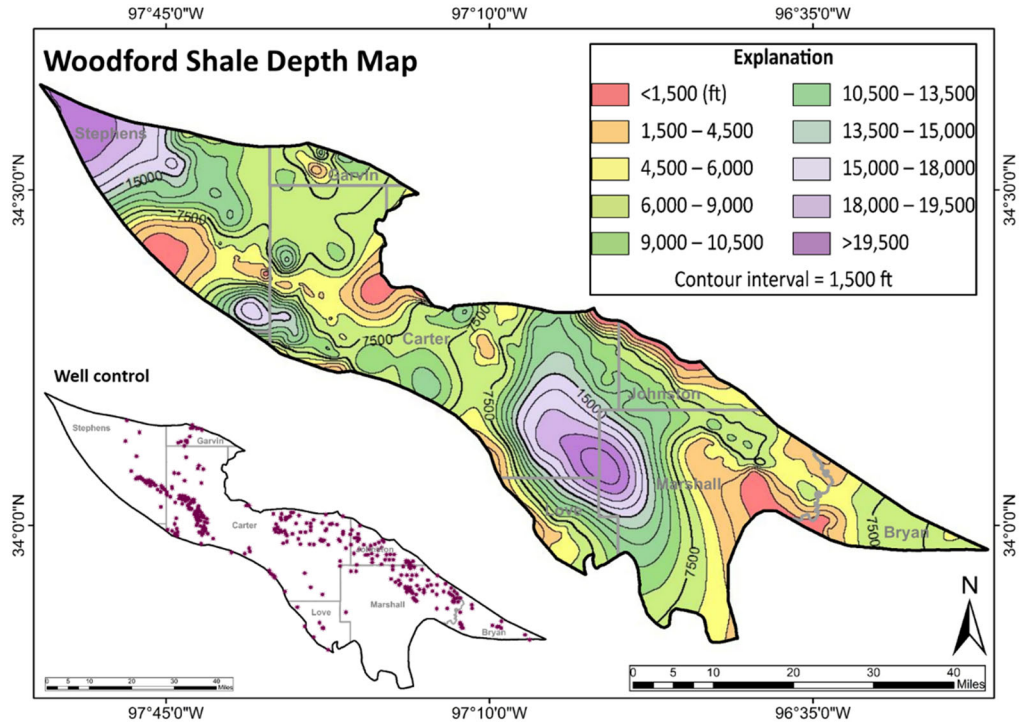 97°45'0"W 97°10'0"W 96°35'0"W
Woodford Shale Depth Map
Explanation
<1,500 (ft) 10,500 – 13,500
1,500 – 4,500 13,500 – 15,000
4,500 – 6,000 15,000 – 18,000
6,000 – 9,000 18,000 – 19,500
9,000 – 10,500 >19,500
Contour interval = 1,500 ft
Stephens
Garvin
34°30'0"N 34°30'0"N
15000
7500
7500
7500
Carter
7500
15000
Johnston
Marshall
Love
7500
7500
Bryan
34°0'0"N 34°0'0"N
Well control
Stephens
Garvin
Carter
Johnston
Marshall
Love
Bryan
N
0 5 10 20 30 40
Miles
0 5 10 20 30 40
Miles
97°45'0"W 97°10'0"W 96°35'0"W